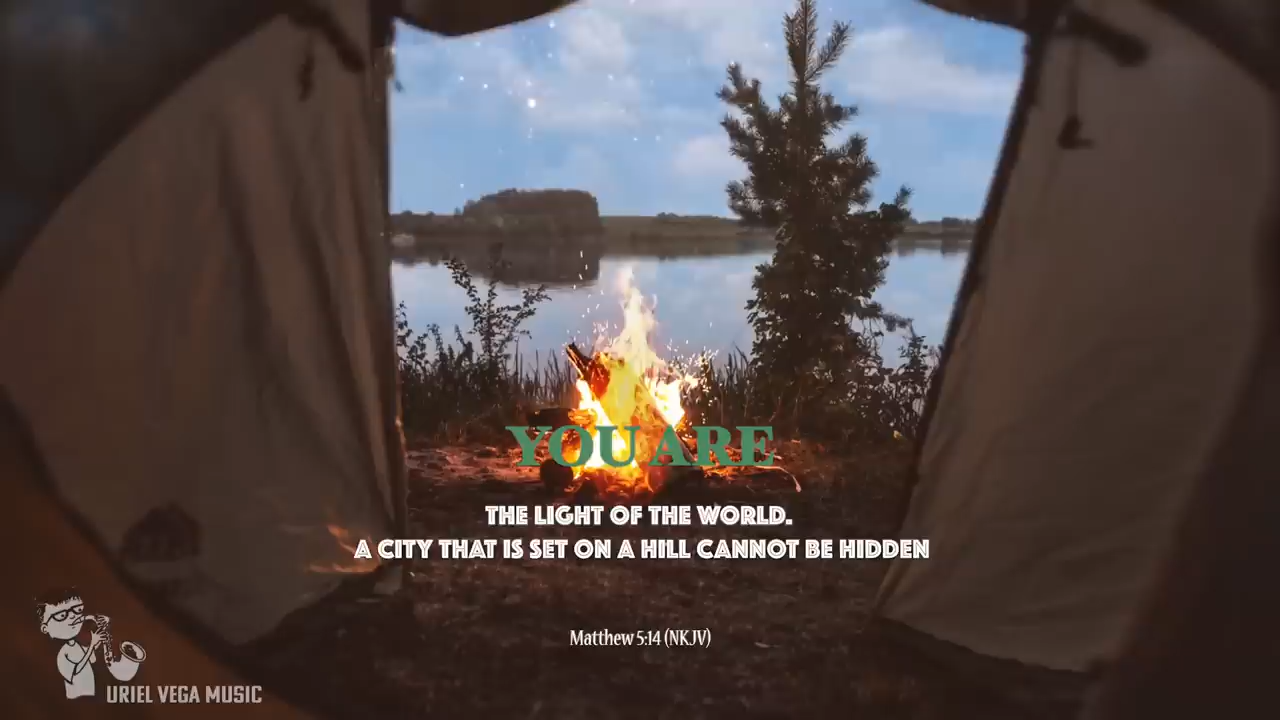 YOU ARE
THE LIGHT OF THE WORLD.
A CITY THAT IS SET ON A HILL CANNOT BE HIDDEN
Matthew 5:14 (NKJV)
URIEL VEGA MUSIC